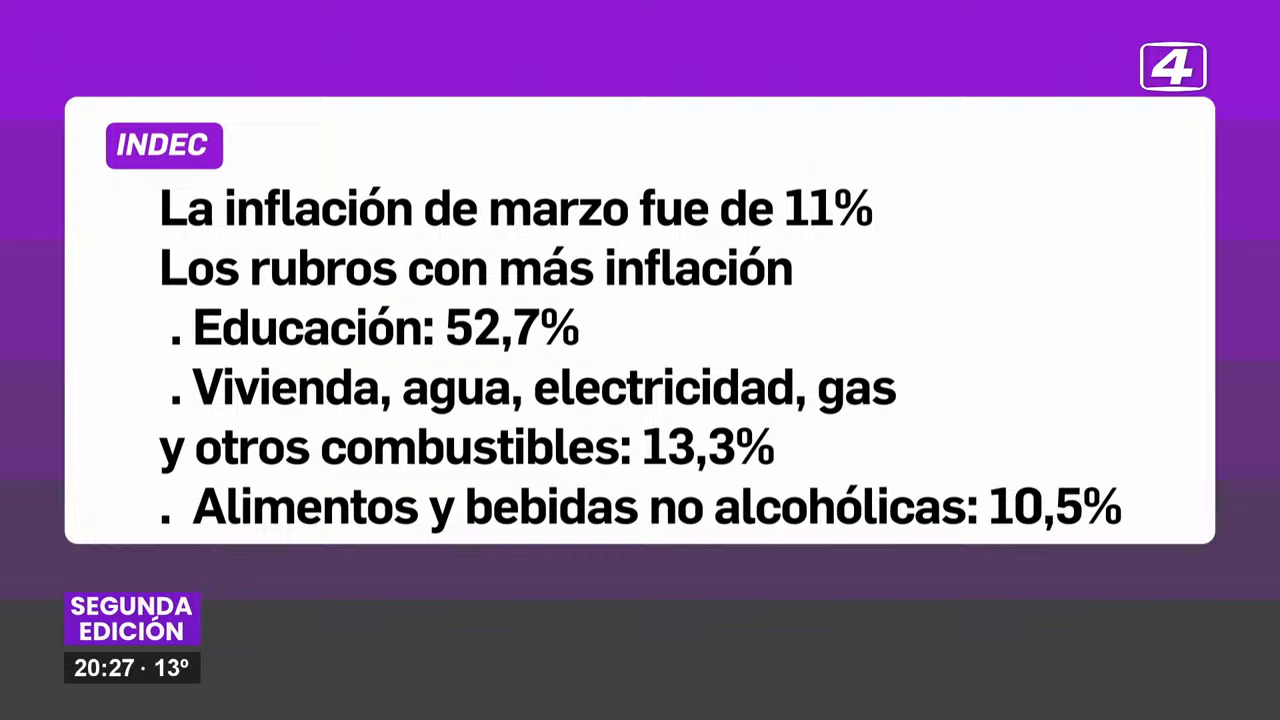 4
INDEC
La inflación de marzo fue de 11%
Los rubros con más inflación
. Educación: 52,7%
. Vivienda, agua, electricidad, gas
y otros combustibles: 13,3%
. Alimentos y bebidas no alcohólicas: 10,5%
SEGUNDA
EDICIÓN
20:27 · 13º